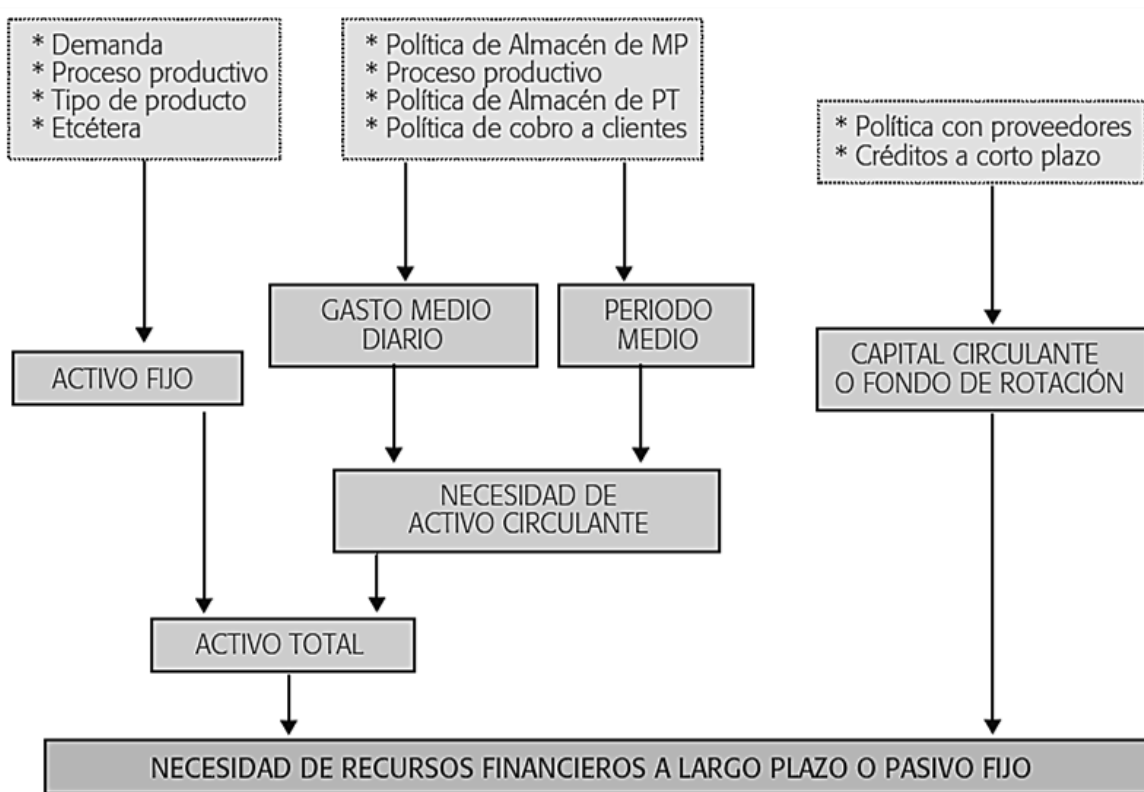 * Demanda
* Proceso productivo
* Tipo de producto
* Etcétera
* Política de Almacén de MP
* Proceso productivo
* Política de Almacén de PT
* Política de cobro a clientes
* Política con proveedores
* Créditos a corto plazo
GASTO MEDIO
DIARIO
PERIODO
MEDIO
ACTIVO FIJO
CAPITAL CIRCULANTE
O FONDO DE ROTACIÓN
NECESIDAD DE
ACTIVO CIRCULANTE
ACTIVO TOTAL
NECESIDAD DE RECURSOS FINANCIEROS A LARGO PLAZO O PASIVO FIJO